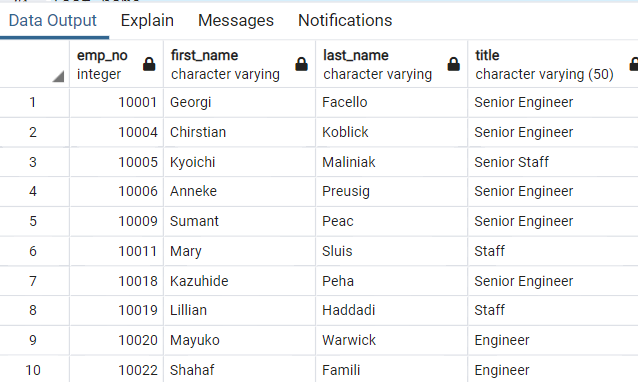 Data Output Explain Messages Notifications
emp_no first_name last_name title
integer character varying character varying character varying (50)
1 10001 Georgi Facello Senior Engineer
2 10004 Chirstian Koblick Senior Engineer
3 10005 Kyoichi Maliniak Senior Staff
4 10006 Anneke Preusig Senior Engineer
5 10009 Sumant Peac Senior Engineer
6 10011 Mary Sluis Staff
7 10018 Kazuhide Peha Senior Engineer
8 10019 Lillian Haddadi Staff
9 10020 Mayuko Warwick Engineer
10 10022 Shahaf Famili Engineer